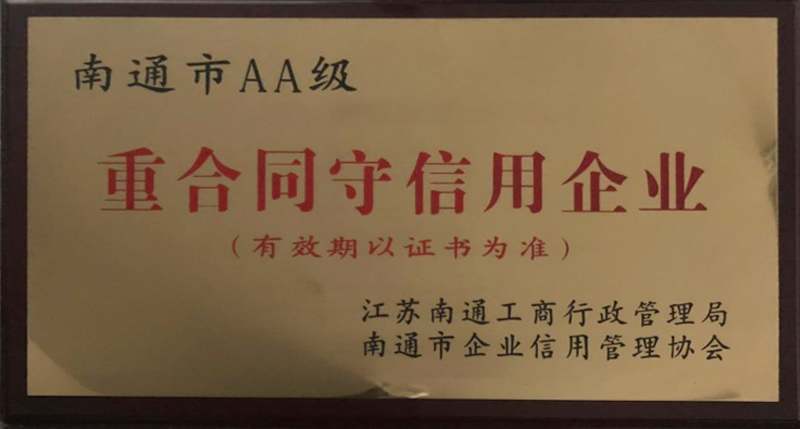 南通市AA级
重合同守信用企业
（有效期以证书为准）
江苏南通工商行政管理局
南通市企业信用管理协会